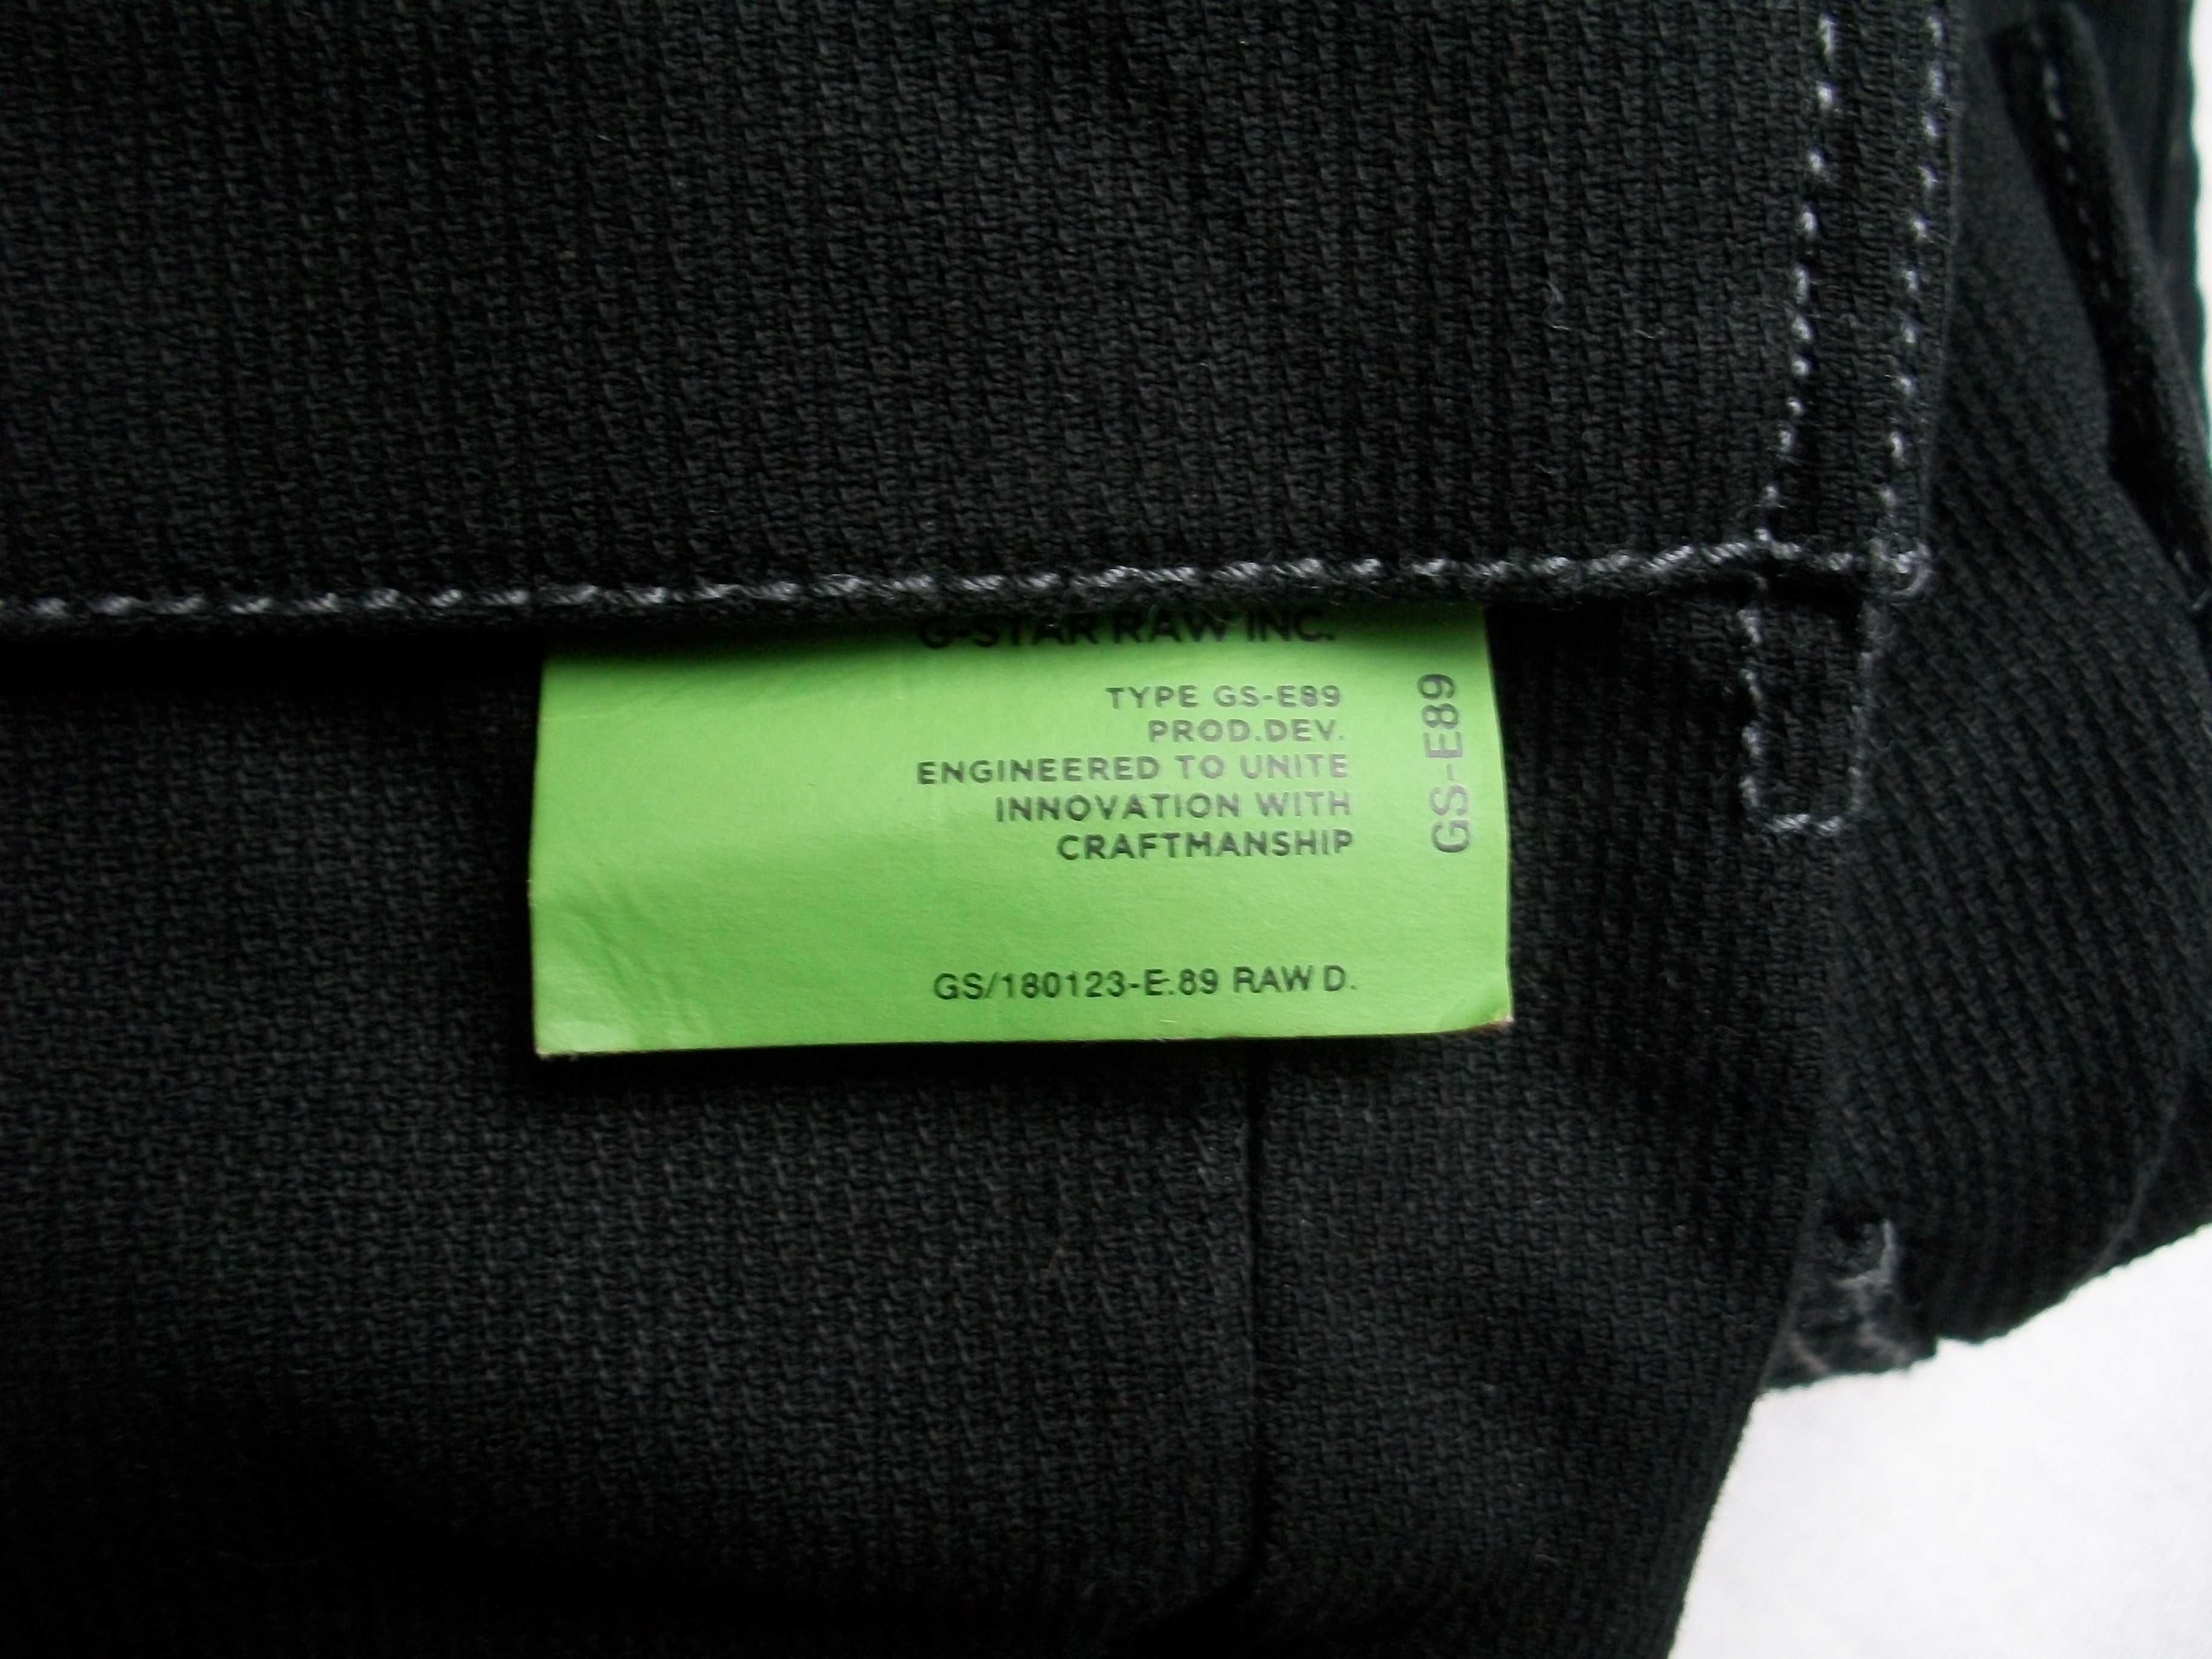 G-STAR RAW INC.
TYPE GS-E89
PROD.DEV.
ENGINEERED TO UNITE
INNOVATION WITH
CRAFTMANSHIP
GS-E89
GS/180123-E.89 RAW D.